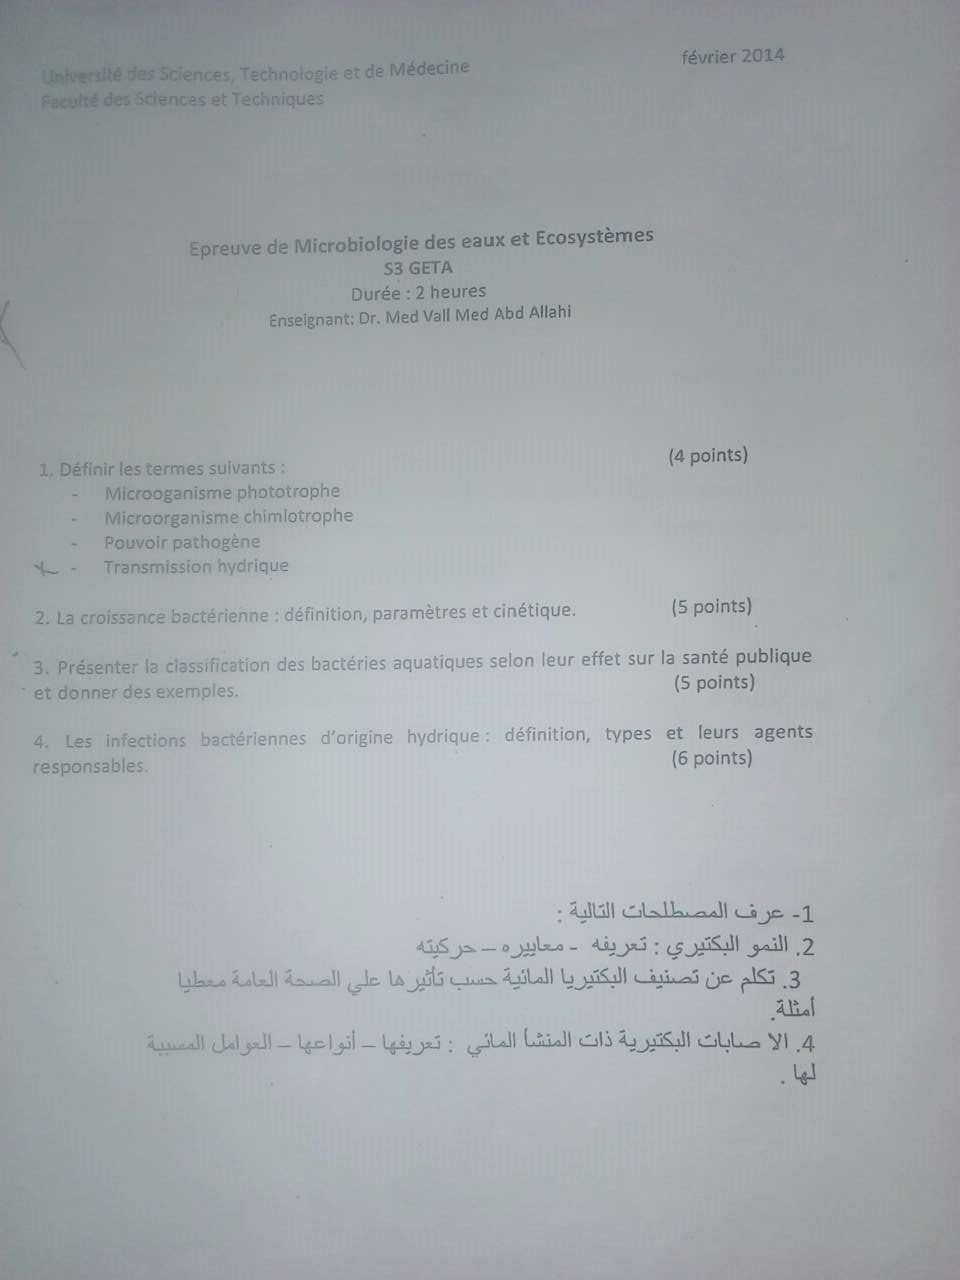 Université des Sciences, Technologie et de Médecine
février 2014
Faculté des Sciences et Techniques
Epreuve de Microbiologie des eaux et Ecosystèmes
S3 GETA
Durée : 2 heures
Enseignant: Dr. Med Vall Med Abd Allahi
1. Définir les termes suivants : (4 points)
- Microoganisme phototrophe
- Microorganisme chimiotrophe
- Pouvoir pathogène
- Transmission hydrique
2. La croissance bactérienne : définition, paramètres et cinétique. (5 points)
3. Présenter la classification des bactéries aquatiques selon leur effet sur la santé publique
et donner des exemples. (5 points)
4. Les infections bactériennes d'origine hydrique : définition, types et leurs agents
responsables. (6 points)
1- عرف المصطلحات التالية :
2. النمو البكتيري : تعريفه - معاييره – حركيته
3. تكلم عن تصنيف البكتيريا المائية حسب تأثيرها علي الصحة العامة معطيا
أمثلة.
4. الا صابات البكتيرية ذات المنشأ المائي : تعريفها – أنواعها – العوامل المسببة
لها .